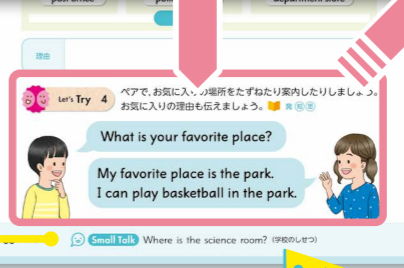 post office
department store
理由
Let's Try 4
ペアで、お気に入りの場所をたずねたり案内したりしましょう。
お気に入りの理由も伝えましょう。
What is your favorite place?
My favorite place is the park.
I can play basketball in the park.
Small Talk Where is the science room? (学校のしせつ)